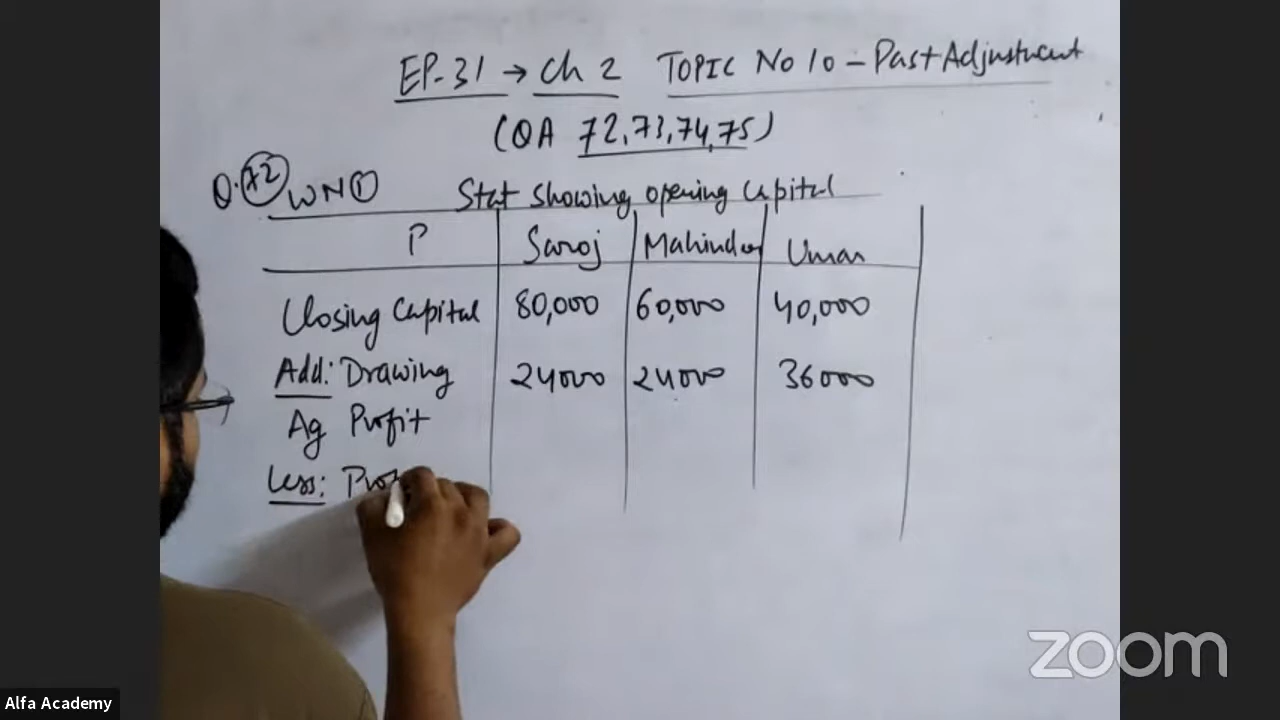 EP-31 → Ch 2 TOPIC No 10 - Past Adjustment
(QA 72,73,74,75)
Q.72 WN① Stat showing opening Capital
P Saroj Mahinder Umar
Closing Capital 80,000 60,000 40,000
Add: Drawing 24000 24000 36000
Ag Profit
Less: Prof
zoom
Alfa Academy